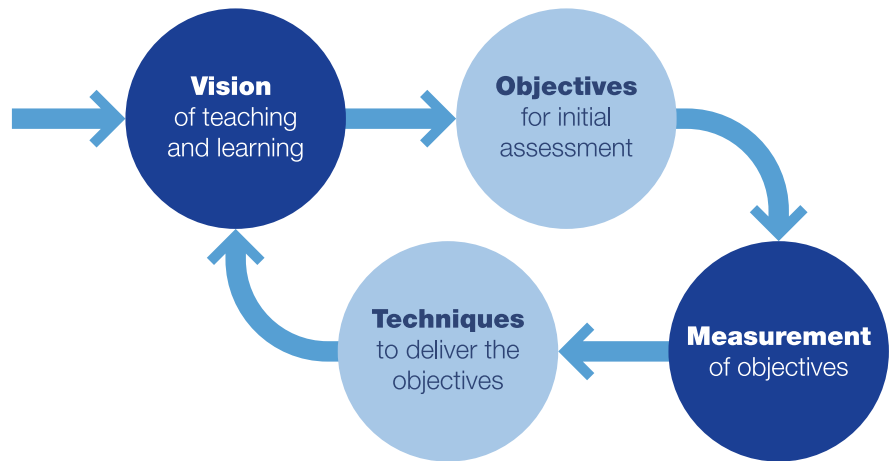 Vision
of teaching
and learning
Objectives
for initial
assessment
Measurement
of objectives
Techniques
to deliver the
objectives